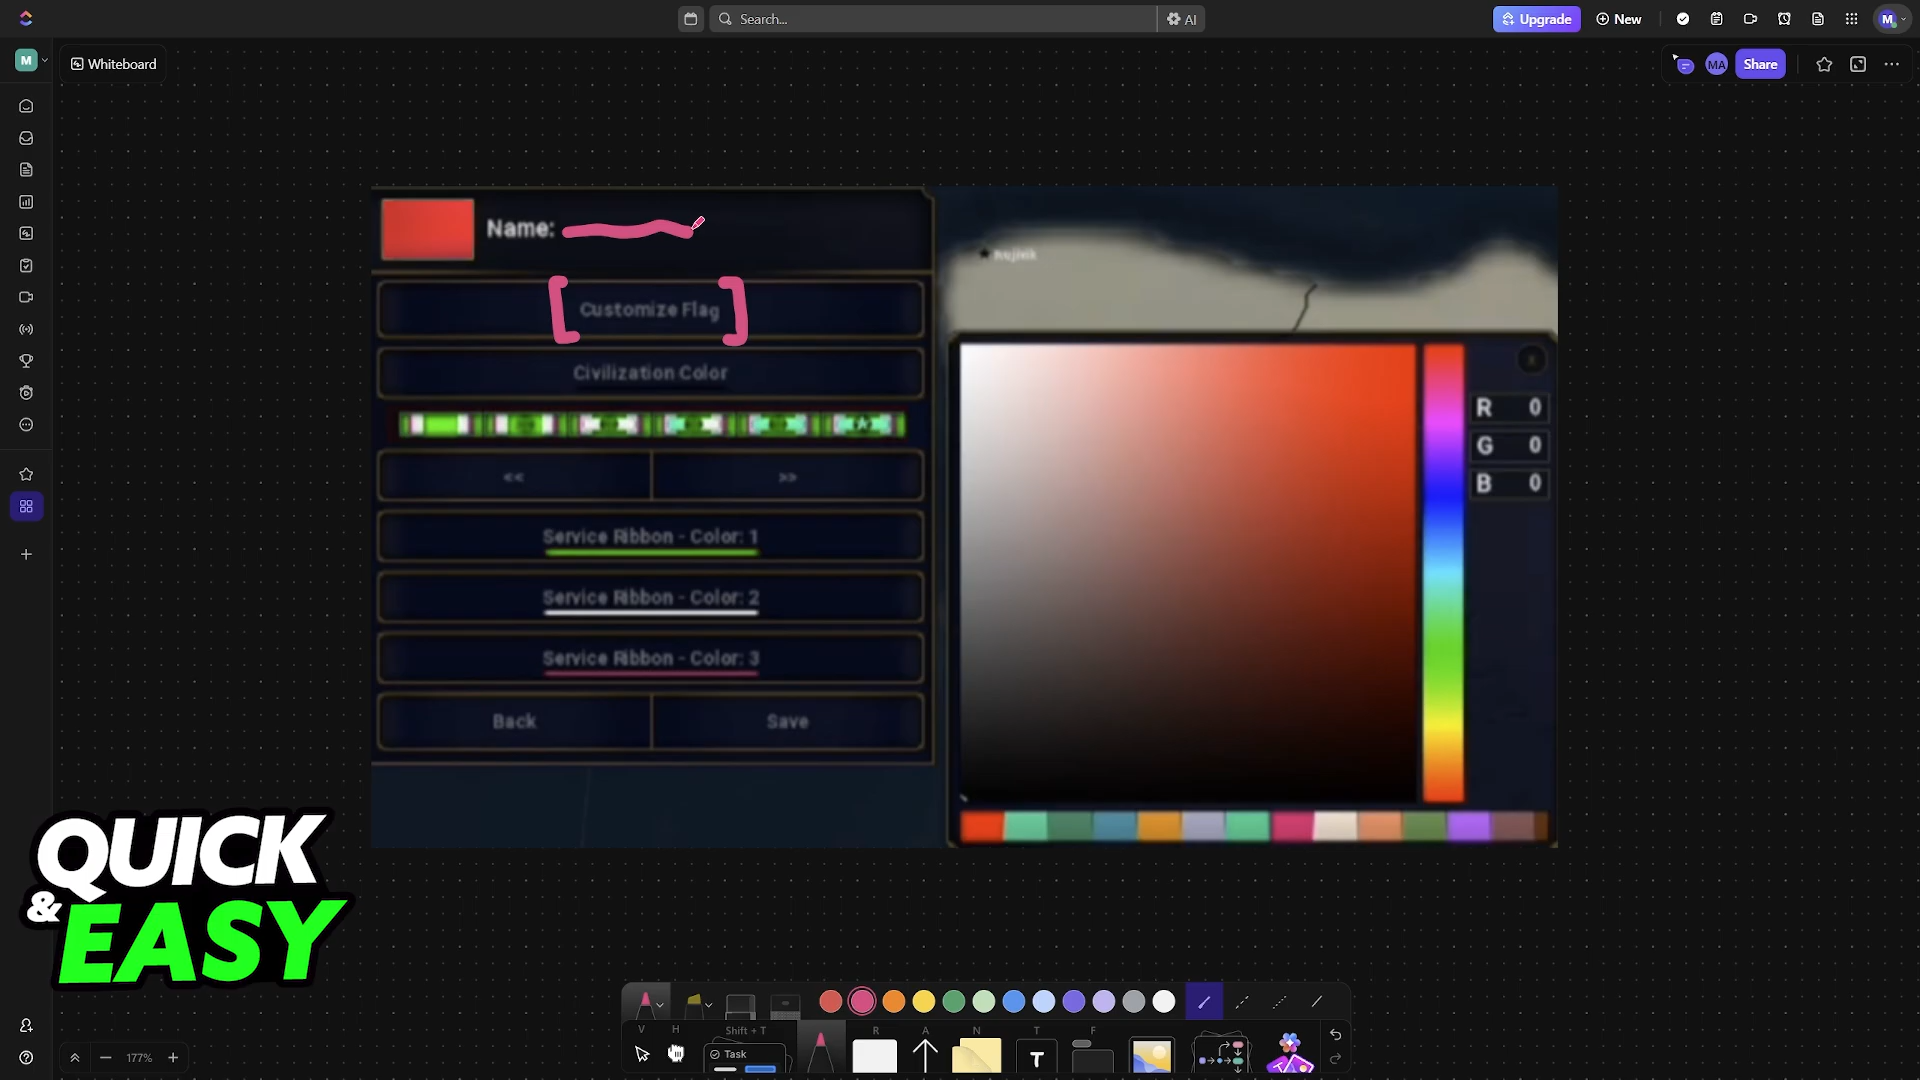 Search...
AI
Upgrade
New
M
M
Whiteboard
MA
Share
Name:
Customize Flag
Civilization Color
<<
>>
Service Ribbon - Color: 1
Service Ribbon - Color: 2
Service Ribbon - Color: 3
Back
Save
x
R 0
G 0
B 0
QUICK
& EASY
V
H
Shift + T
R
A
N
T
F
Task
T
177%